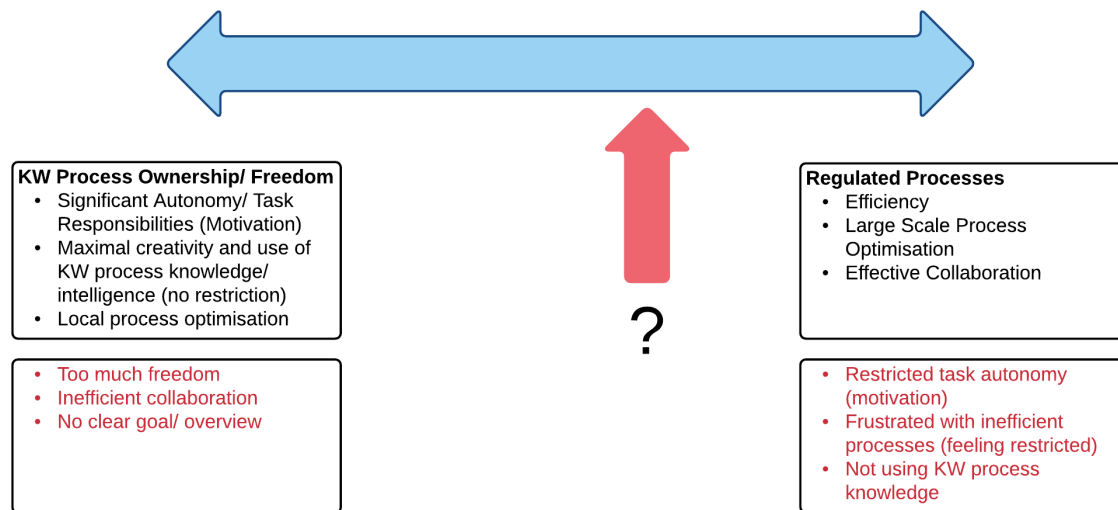 KW Process Ownership/ Freedom
• Significant Autonomy/ Task
Responsibilities (Motivation)
• Maximal creativity and use of
KW process knowledge/
intelligence (no restriction)
• Local process optimisation
• Too much freedom
• Inefficient collaboration
• No clear goal/ overview
?
Regulated Processes
• Efficiency
• Large Scale Process
Optimisation
• Effective Collaboration
• Restricted task autonomy
(motivation)
• Frustrated with inefficient
processes (feeling restricted)
• Not using KW process
knowledge